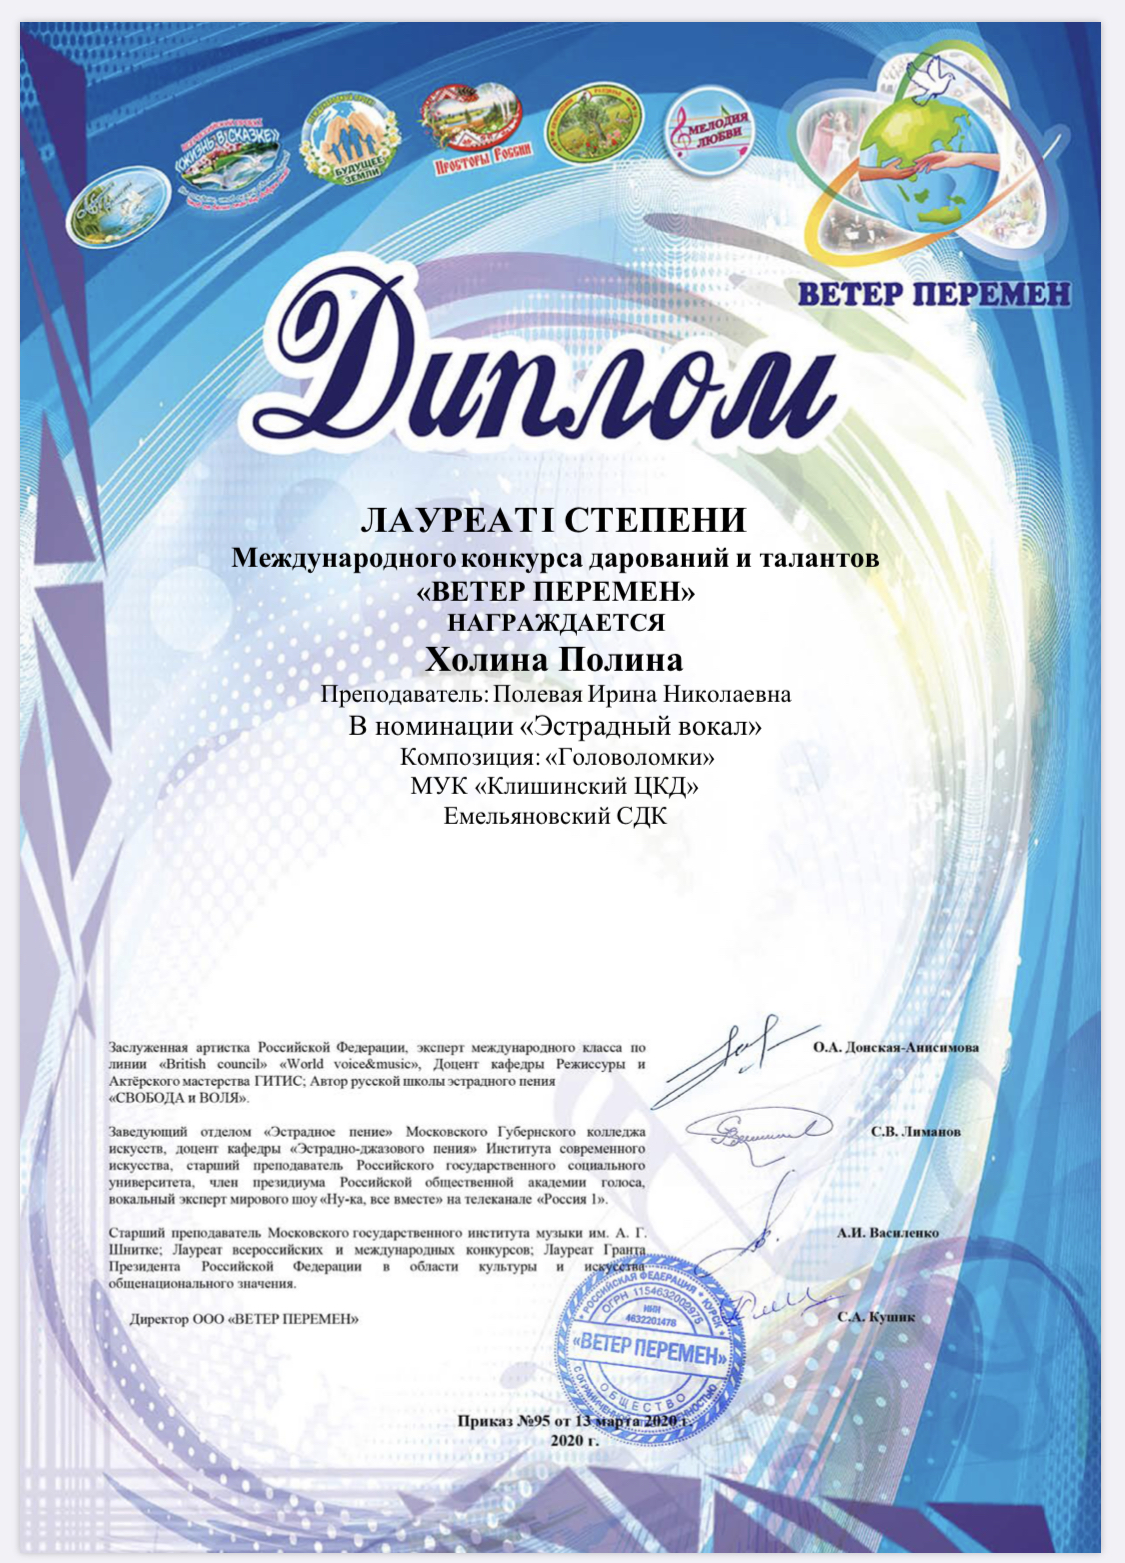 «ЖИЗНЬ В СКАЗКЕ»
БУДУЩЕЕ
ЗЕМЛИ
ПРОСТОРЫ РОССИИ
МЕЛОДИЯ
ЛЮБВИ
ВЕТЕР ПЕРЕМЕН
Диплом
ЛАУРЕАТ I СТЕПЕНИ
Международного конкурса дарований и талантов
«ВЕТЕР ПЕРЕМЕН»
НАГРАЖДАЕТСЯ
Холина Полина
Преподаватель: Полевая Ирина Николаевна
В номинации «Эстрадный вокал»
Композиция: «Головоломки»
МУК «Клишинский ЦКД»
Емельяновский СДК
Заслуженная артистка Российской Федерации, эксперт международного класса по
линии «British council» «World voice&music», Доцент кафедры Режиссуры и
Актёрского мастерства ГИТИС; Автор русской школы эстрадного пения
«СВОБОДА и ВОЛЯ».
О.А. Донская-Анисимова
Заведующий отделом «Эстрадное пение» Московского Губернского колледжа
искусств, доцент кафедры «Эстрадно-джазового пения» Института современного
искусства, старший преподаватель Российского государственного социального
университета, член президиума Российской общественной академии голоса,
вокальный эксперт мирового шоу «Ну-ка, все вместе» на телеканале «Россия 1».
С.В. Лиманов
Старший преподаватель Московского государственного института музыки им. А. Г.
Шнитке; Лауреат всероссийских и международных конкурсов; Лауреат Гранта
Президента Российской Федерации в области культуры и искусства
общенационального значения.
А.И. Василенко
Директор ООО «ВЕТЕР ПЕРЕМЕН»
С.А. Кущик
РОССИЙСКАЯ ФЕДЕРАЦИЯ * КУРСК
ОГРН 1154632002975
ИНН
4632201478
«ВЕТЕР ПЕРЕМЕН»
ОБЩЕСТВО
С ОГРАНИЧЕННОЙ ОТВЕТСТВЕННОСТЬЮ
Приказ №95 от 13 марта 2020 г.
2020 г.